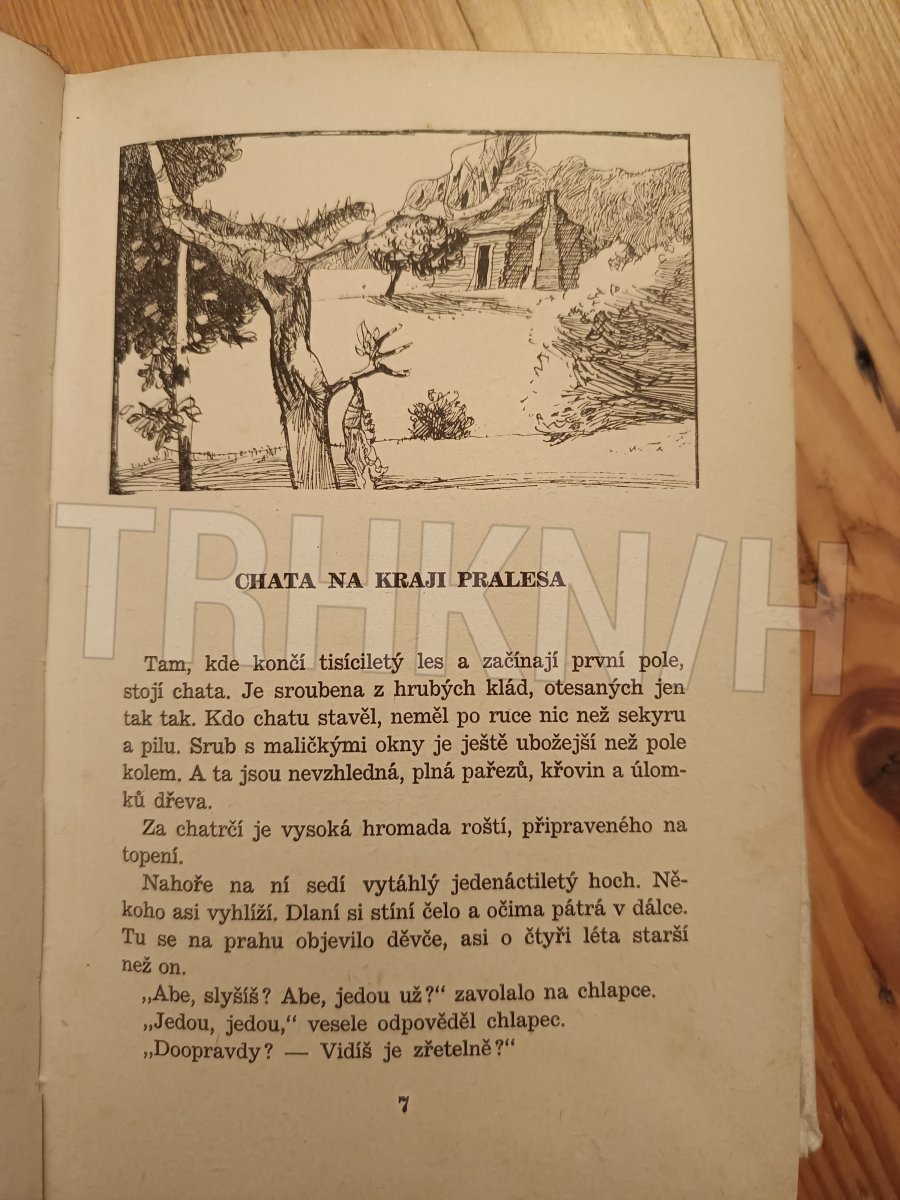 CHATA NA KRAJI PRALESA
Tam, kde končí tisíciletý les a začínají první pole,
stojí chata. Je sroubena z hrubých klád, otesaných jen
tak tak. Kdo chatu stavěl, neměl po ruce nic než sekyru
a pilu. Srub s maličkými okny je ještě ubožejší než pole
kolem. A ta jsou nevzhledná, plná pařezů, křovin a úlom-
ků dřeva.
Za chatrčí je vysoká hromada roští, připraveného na
topení.
Nahoře na ní sedí vytáhlý jedenáctiletý hoch. Ně-
koho asi vyhlíží. Dlaní si stíní čelo a očima pátrá v dálce.
Tu se na prahu objevilo děvče, asi o čtyři léta starší
než on.
„Abe, slyšíš? Abe, jedou už?“ zavolalo na chlapce.
„Jedou, jedou,“ vesele odpověděl chlapec.
„Doopravdy? — Vidíš je zřetelně?“
7
TRHKN/H